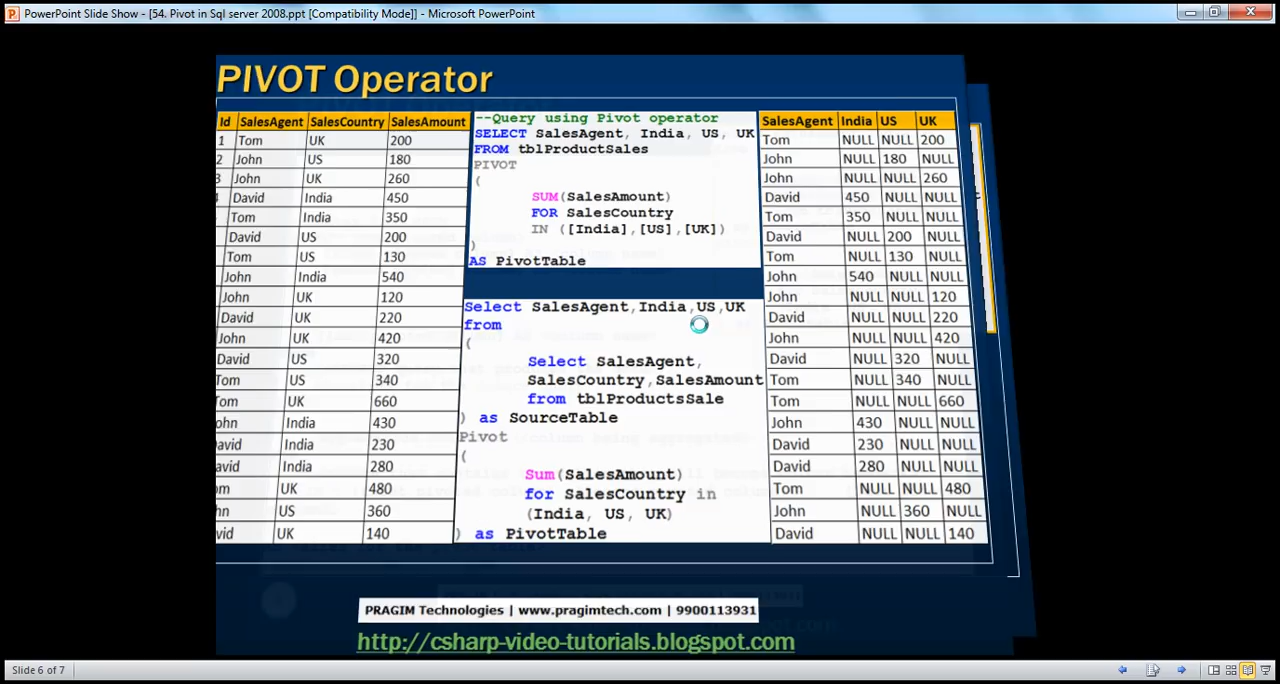 PowerPoint Slide Show - [54. Pivot in Sql server 2008.ppt [Compatibility Mode]] - Microsoft PowerPoint
PIVOT Operator
Id SalesAgent SalesCountry SalesAmount
1 Tom UK 200
2 John US 180
3 John UK 260
David India 450
Tom India 350
David US 200
Tom US 130
John India 540
John UK 120
David UK 220
John UK 420
David US 320
Tom US 340
Tom UK 660
ohn India 430
avid India 230
avid India 280
om UK 480
hn US 360
vid UK 140
--Query using Pivot operator
SELECT SalesAgent, India, US, UK
FROM tblProductSales
PIVOT
(
SUM(SalesAmount)
FOR SalesCountry
IN ([India],[US],[UK])
)
AS PivotTable
Select SalesAgent,India,US,UK
from
(
Select SalesAgent,
SalesCountry,SalesAmount
from tblProductsSale
) as SourceTable
Pivot
(
Sum(SalesAmount)
for SalesCountry in
(India, US, UK)
) as PivotTable
SalesAgent India US UK
Tom NULL NULL 200
John NULL 180 NULL
John NULL NULL 260
David 450 NULL NULL
Tom 350 NULL NULL
David NULL 200 NULL
Tom NULL 130 NULL
John 540 NULL NULL
John NULL NULL 120
David NULL NULL 220
John NULL NULL 420
David NULL 320 NULL
Tom NULL 340 NULL
Tom NULL NULL 660
John 430 NULL NULL
David 230 NULL NULL
David 280 NULL NULL
Tom NULL NULL 480
John NULL 360 NULL
David NULL NULL 140
PRAGIM Technologies | www.pragimtech.com | 9900113931
http://csharp-video-tutorials.blogspot.com
Slide 6 of 7